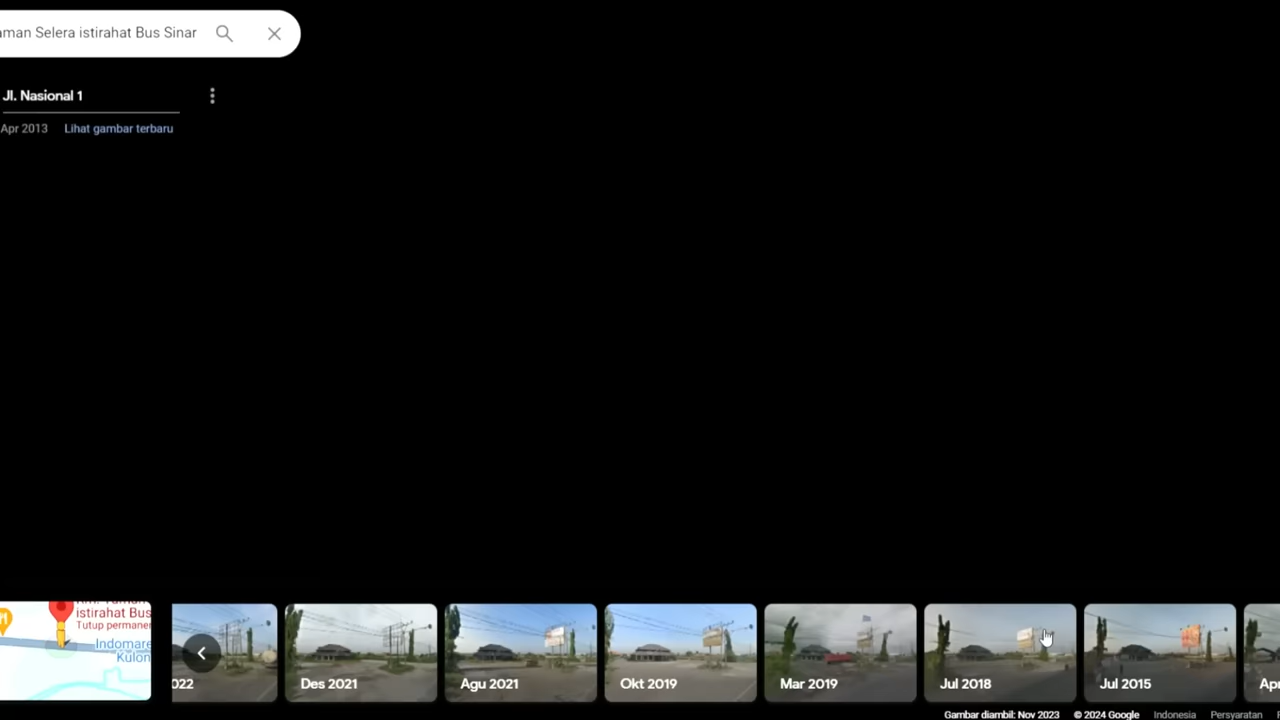 aman Selera istirahat Bus Sinar
Jl. Nasional 1
Apr 2013 Lihat gambar terbaru
istirahat Bus
Tutup permaner
Indomare
Kulon
022
Des 2021
Agu 2021
Okt 2019
Mar 2019
Jul 2018
Jul 2015
Apr
Gambar diambil: Nov 2023 © 2024 Google Indonesia Persyaratan